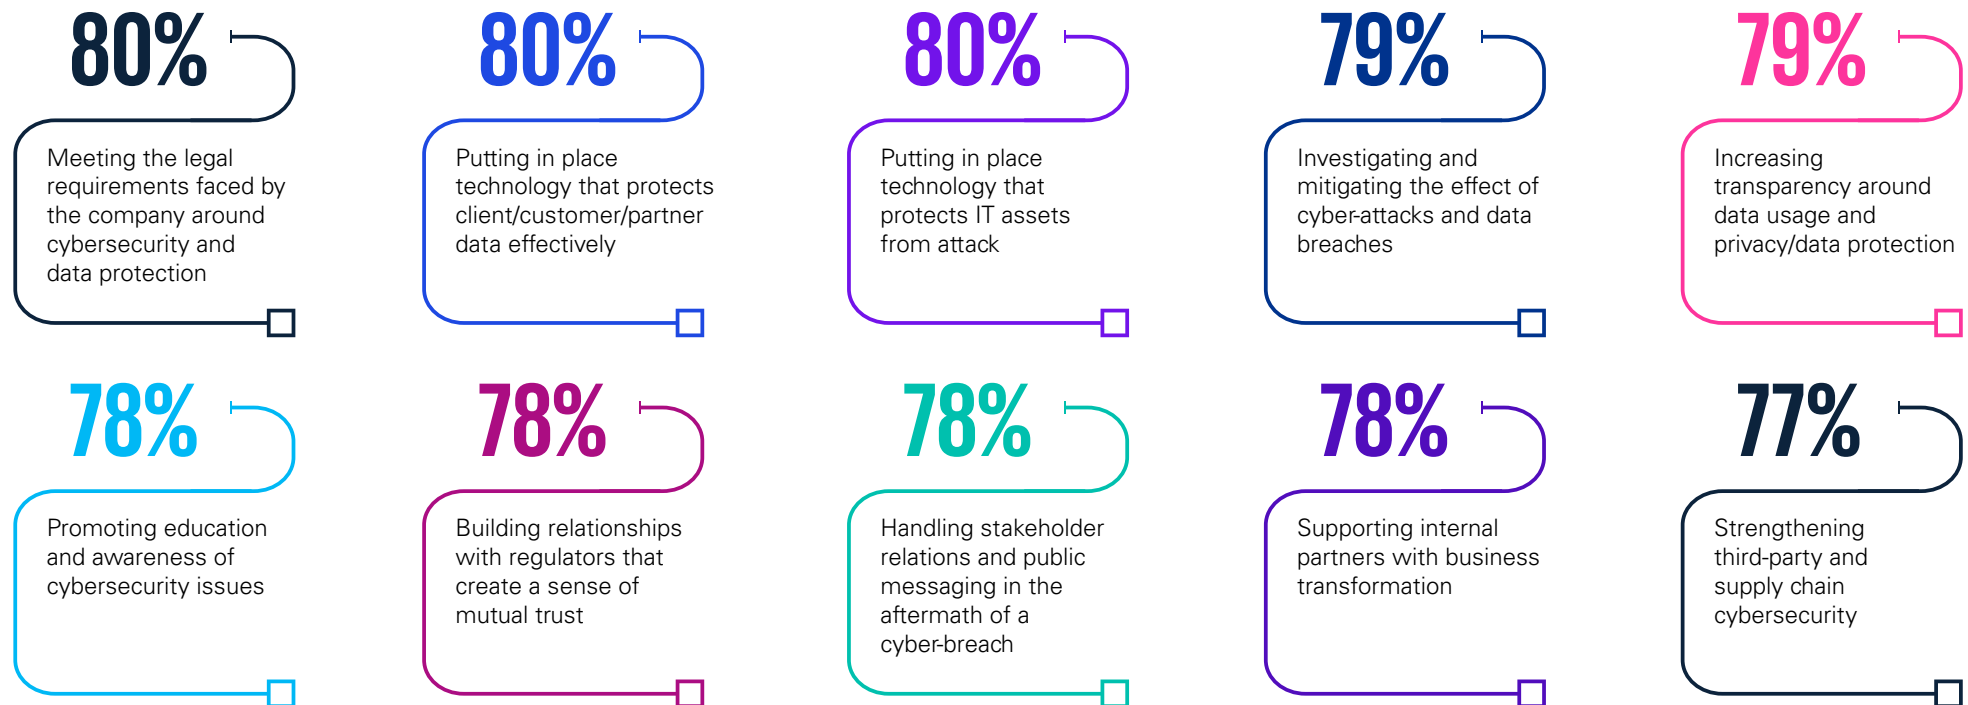 80%
Meeting the legal
requirements faced by
the company around
cybersecurity and
data protection
80%
Putting in place
technology that protects
client/customer/partner
data effectively
80%
Putting in place
technology that
protects IT assets
from attack
79%
Investigating and
mitigating the effect of
cyber-attacks and data
breaches
79%
Increasing
transparency around
data usage and
privacy/data protection
78%
Promoting education
and awareness of
cybersecurity issues
78%
Building relationships
with regulators that
create a sense of
mutual trust
78%
Handling stakeholder
relations and public
messaging in the
aftermath of a
cyber-breach
78%
Supporting internal
partners with business
transformation
77%
Strengthening
third-party and
supply chain
cybersecurity